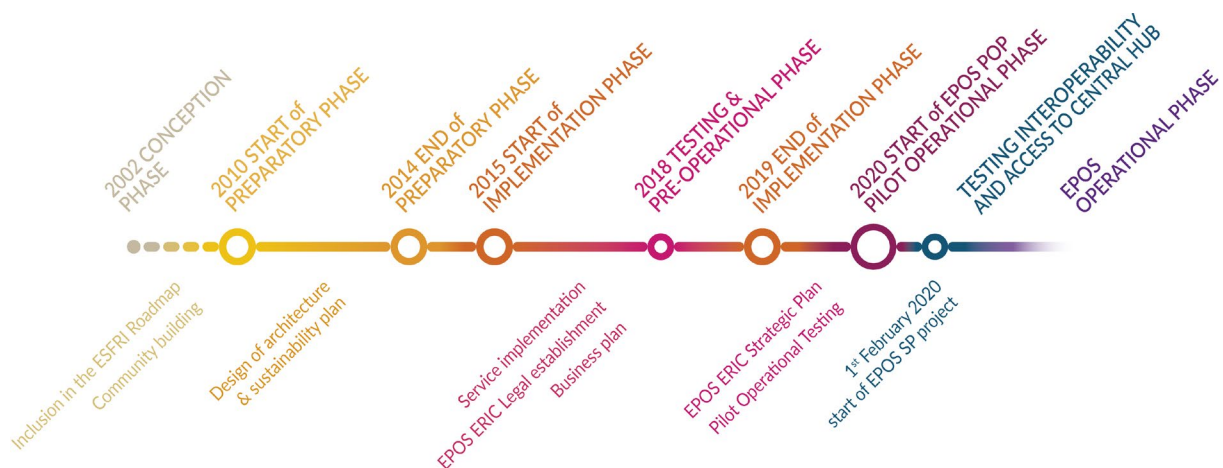 2002 CONCEPTION
PHASE
2010 START of
PREPARATORY PHASE
2014 END of
PREPARATORY PHASE
2015 START of
IMPLEMENTATION PHASE
2018 TESTING &
PRE-OPERATIONAL PHASE
2019 END of
IMPLEMENTATION PHASE
2020 START of EPOS POP
PILOT OPERATIONAL PHASE
TESTING INTEROPERABILITY
AND ACCESS TO CENTRAL HUB
EPOS
OPERATIONAL PHASE
Inclusion in the ESFRI Roadmap
Community building
Design of architecture
& sustainability plan
Service implementation
EPOS ERIC Legal establishment
Business plan
EPOS ERIC Strategic Plan
Pilot Operational Testing
1st February 2020
start of EPOS SP project